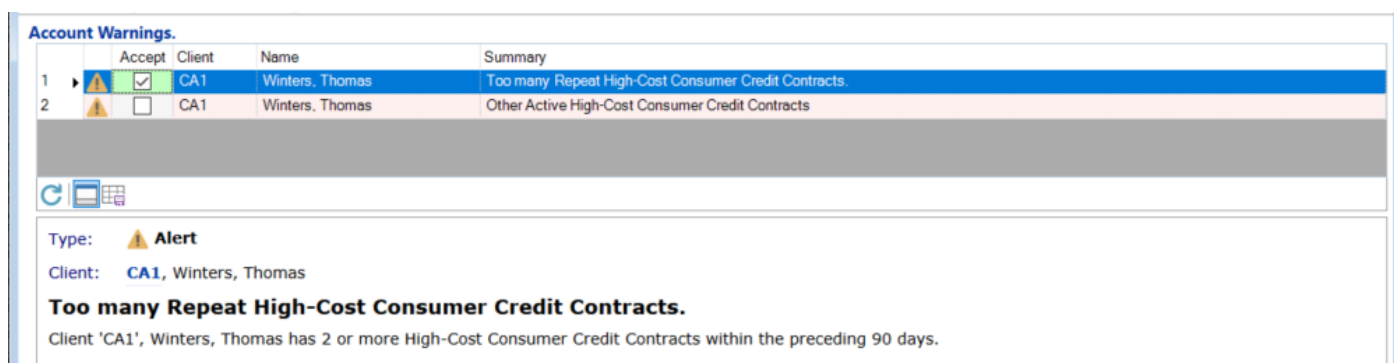 Account Warnings.
Accept Client Name Summary
1 CA1 Winters, Thomas Too many Repeat High-Cost Consumer Credit Contracts.
2 CA1 Winters, Thomas Other Active High-Cost Consumer Credit Contracts
Type: Alert
Client: CA1, Winters, Thomas
Too many Repeat High-Cost Consumer Credit Contracts.
Client 'CA1', Winters, Thomas has 2 or more High-Cost Consumer Credit Contracts within the preceding 90 days.